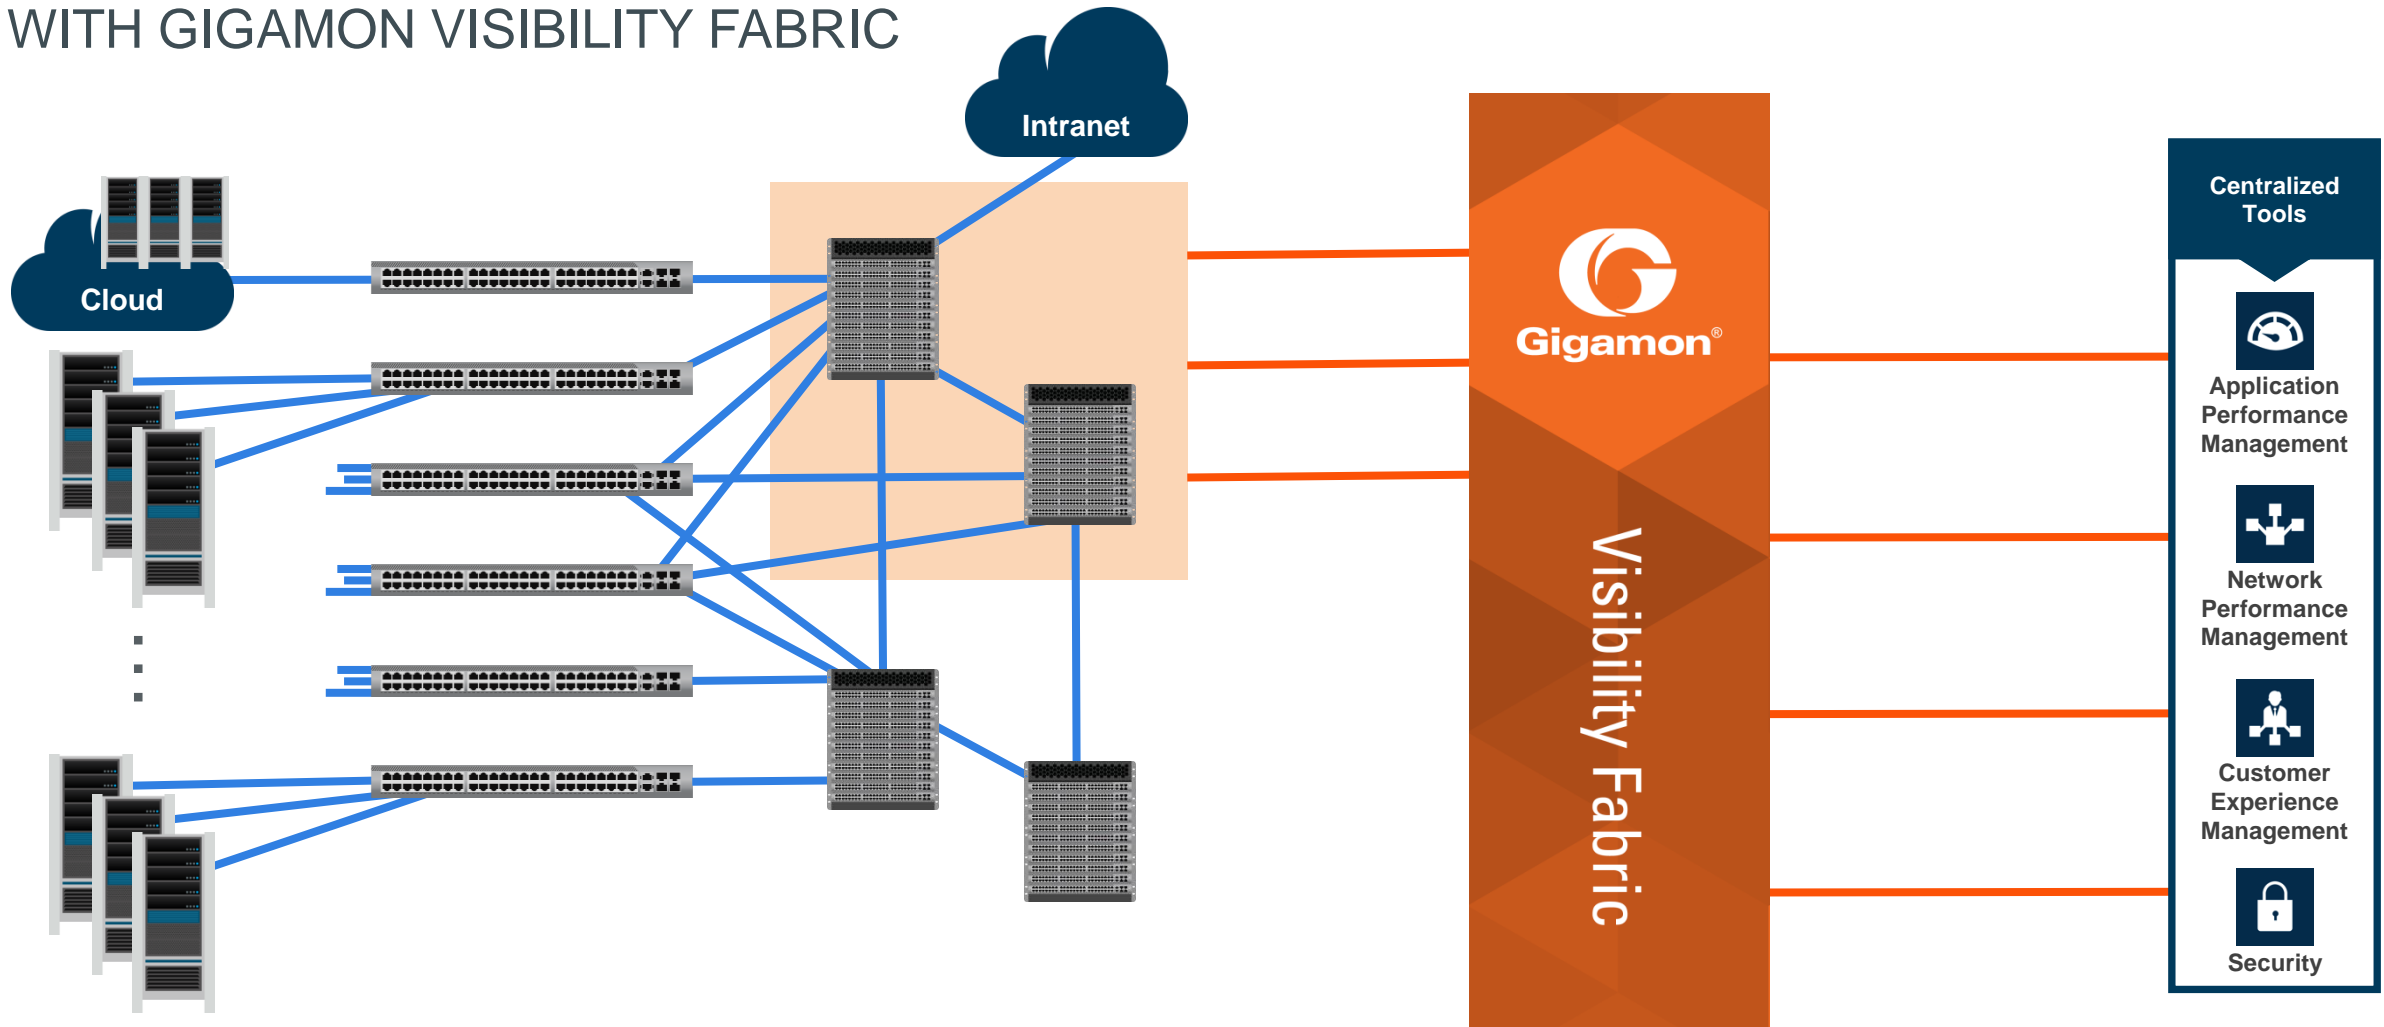 WITH GIGAMON VISIBILITY FABRIC
Intranet
Cloud
Gigamon®
Visibility Fabric
Centralized
Tools
Application
Performance
Management
Network
Performance
Management
Customer
Experience
Management
Security